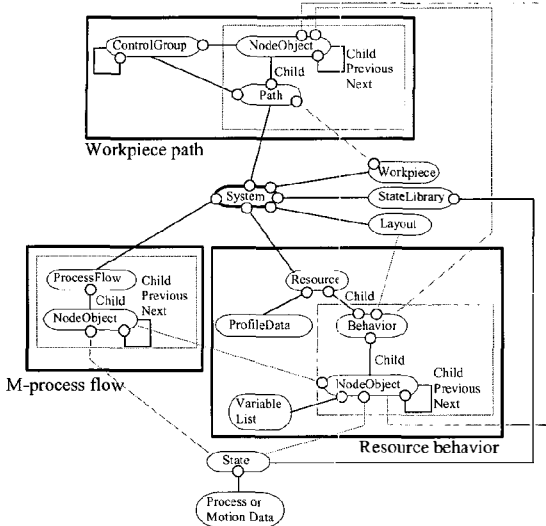 ControlGroup
NodeObject
Child
Previous
Next
Child
Path
Workpiece path
Workpiece
System
StateLibrary
Layout
ProcessFlow
Child
Previous
Next
Child
NodeObject
M-process flow
Resource
Child
ProfileData
Behavior
Child
NodeObject
Child
Previous
Next
Variable
List
Resource behavior
State
Process or
Motion Data